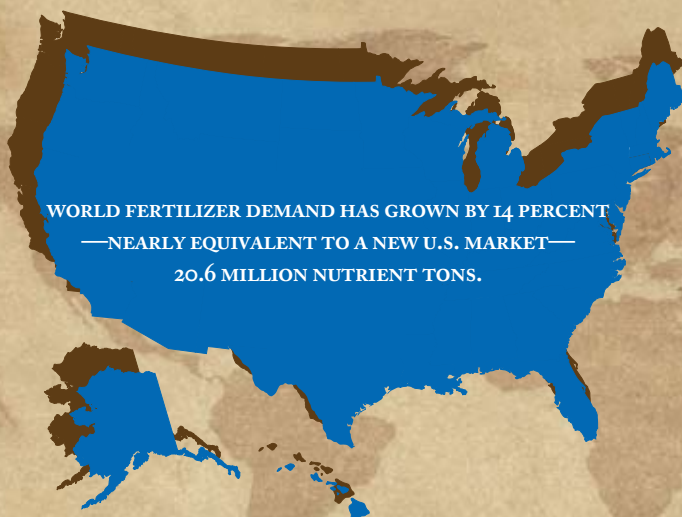 WORLD FERTILIZER DEMAND HAS GROWN BY 14 PERCENT
—NEARLY EQUIVALENT TO A NEW U.S. MARKET—
20.6 MILLION NUTRIENT TONS.